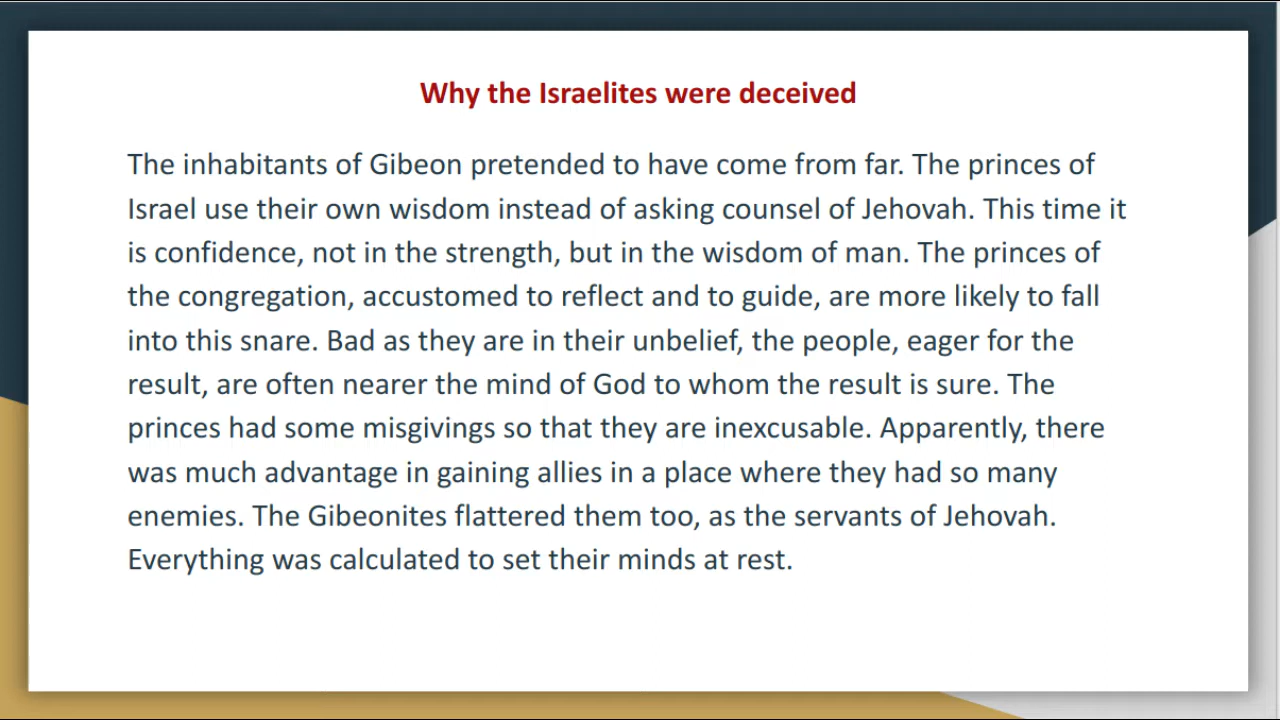 Why the Israelites were deceived
The inhabitants of Gibeon pretended to have come from far. The princes of
Israel use their own wisdom instead of asking counsel of Jehovah. This time it
is confidence, not in the strength, but in the wisdom of man. The princes of
the congregation, accustomed to reflect and to guide, are more likely to fall
into this snare. Bad as they are in their unbelief, the people, eager for the
result, are often nearer the mind of God to whom the result is sure. The
princes had some misgivings so that they are inexcusable. Apparently, there
was much advantage in gaining allies in a place where they had so many
enemies. The Gibeonites flattered them too, as the servants of Jehovah.
Everything was calculated to set their minds at rest.